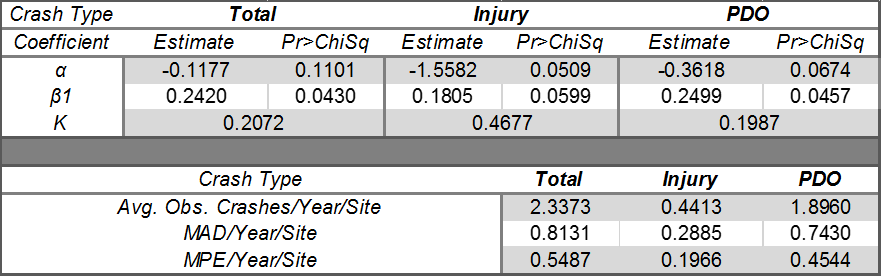 Crash Type Total Injury PDO
Coefficient Estimate Pr>ChiSq Estimate Pr>ChiSq Estimate Pr>ChiSq
α -0.1177 0.1101 -1.5582 0.0509 -0.3618 0.0674
β1 0.2420 0.0430 0.1805 0.0599 0.2499 0.0457
K 0.2072 0.4677 0.1987
Crash Type Total Injury PDO
Avg. Obs. Crashes/Year/Site 2.3373 0.4413 1.8960
MAD/Year/Site 0.8131 0.2885 0.7430
MPE/Year/Site 0.5487 0.1966 0.4544